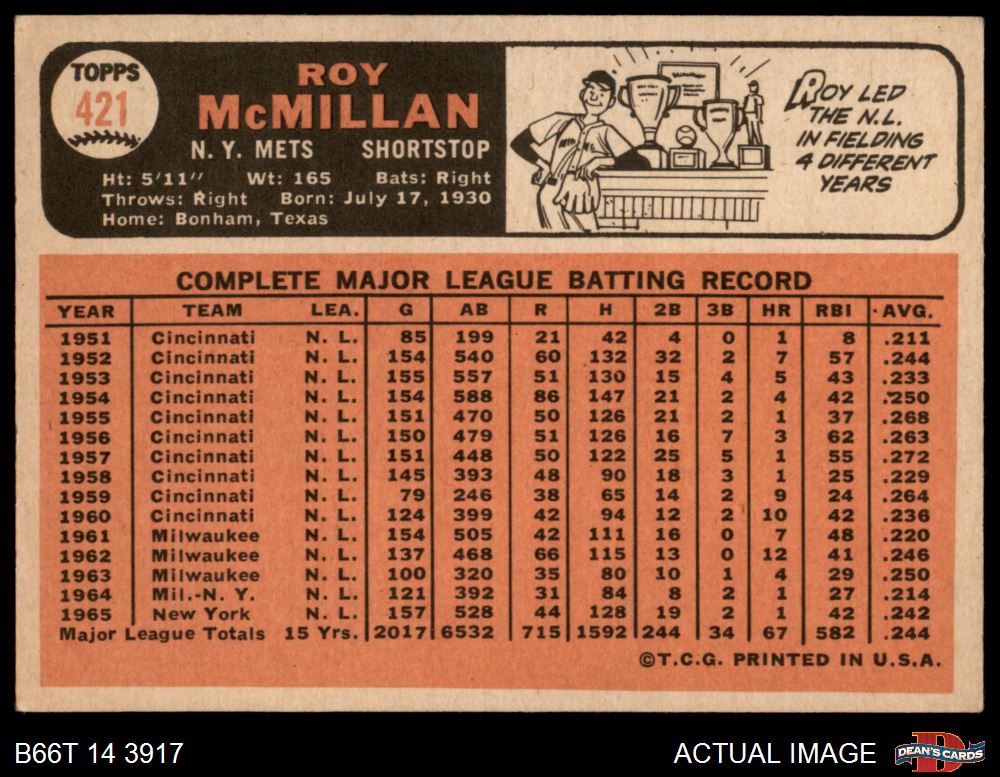 TOPPS
421
ROY
McMILLAN
N. Y. METS SHORTSTOP
Ht: 5'11" Wt: 165 Bats: Right
Throws: Right Born: July 17, 1930
Home: Bonham, Texas
ROY LED
THE N.L.
IN FIELDING
4 DIFFERENT
YEARS
COMPLETE MAJOR LEAGUE BATTING RECORD
YEAR TEAM LEA. G AB R H 2B 3B HR RBI AVG.
1951 Cincinnati N. L. 85 199 21 42 4 0 1 8 .211
1952 Cincinnati N. L. 154 540 60 132 32 2 7 57 .244
1953 Cincinnati N. L. 155 557 51 130 15 4 5 43 .233
1954 Cincinnati N. L. 154 588 86 147 21 2 4 42 .250
1955 Cincinnati N. L. 151 470 50 126 21 2 1 37 .268
1956 Cincinnati N. L. 150 479 51 126 16 7 3 62 .263
1957 Cincinnati N. L. 151 448 50 122 25 5 1 55 .272
1958 Cincinnati N. L. 145 393 48 90 18 3 1 25 .229
1959 Cincinnati N. L. 79 246 38 65 14 2 9 24 .264
1960 Cincinnati N. L. 124 399 42 94 12 2 10 42 .236
1961 Milwaukee N. L. 154 505 42 111 16 0 7 48 .220
1962 Milwaukee N. L. 137 468 66 115 13 0 12 41 .246
1963 Milwaukee N. L. 100 320 35 80 10 1 4 29 .250
1964 Mil.-N. Y. N. L. 121 392 31 84 8 2 1 27 .214
1965 New York N. L. 157 528 44 128 19 2 1 42 .242
Major League Totals 15 Yrs. 2017 6532 715 1592 244 34 67 582 .244
©T.C.G. PRINTED IN U.S.A.
B66T 14 3917 ACTUAL IMAGE DEAN'S CARDS